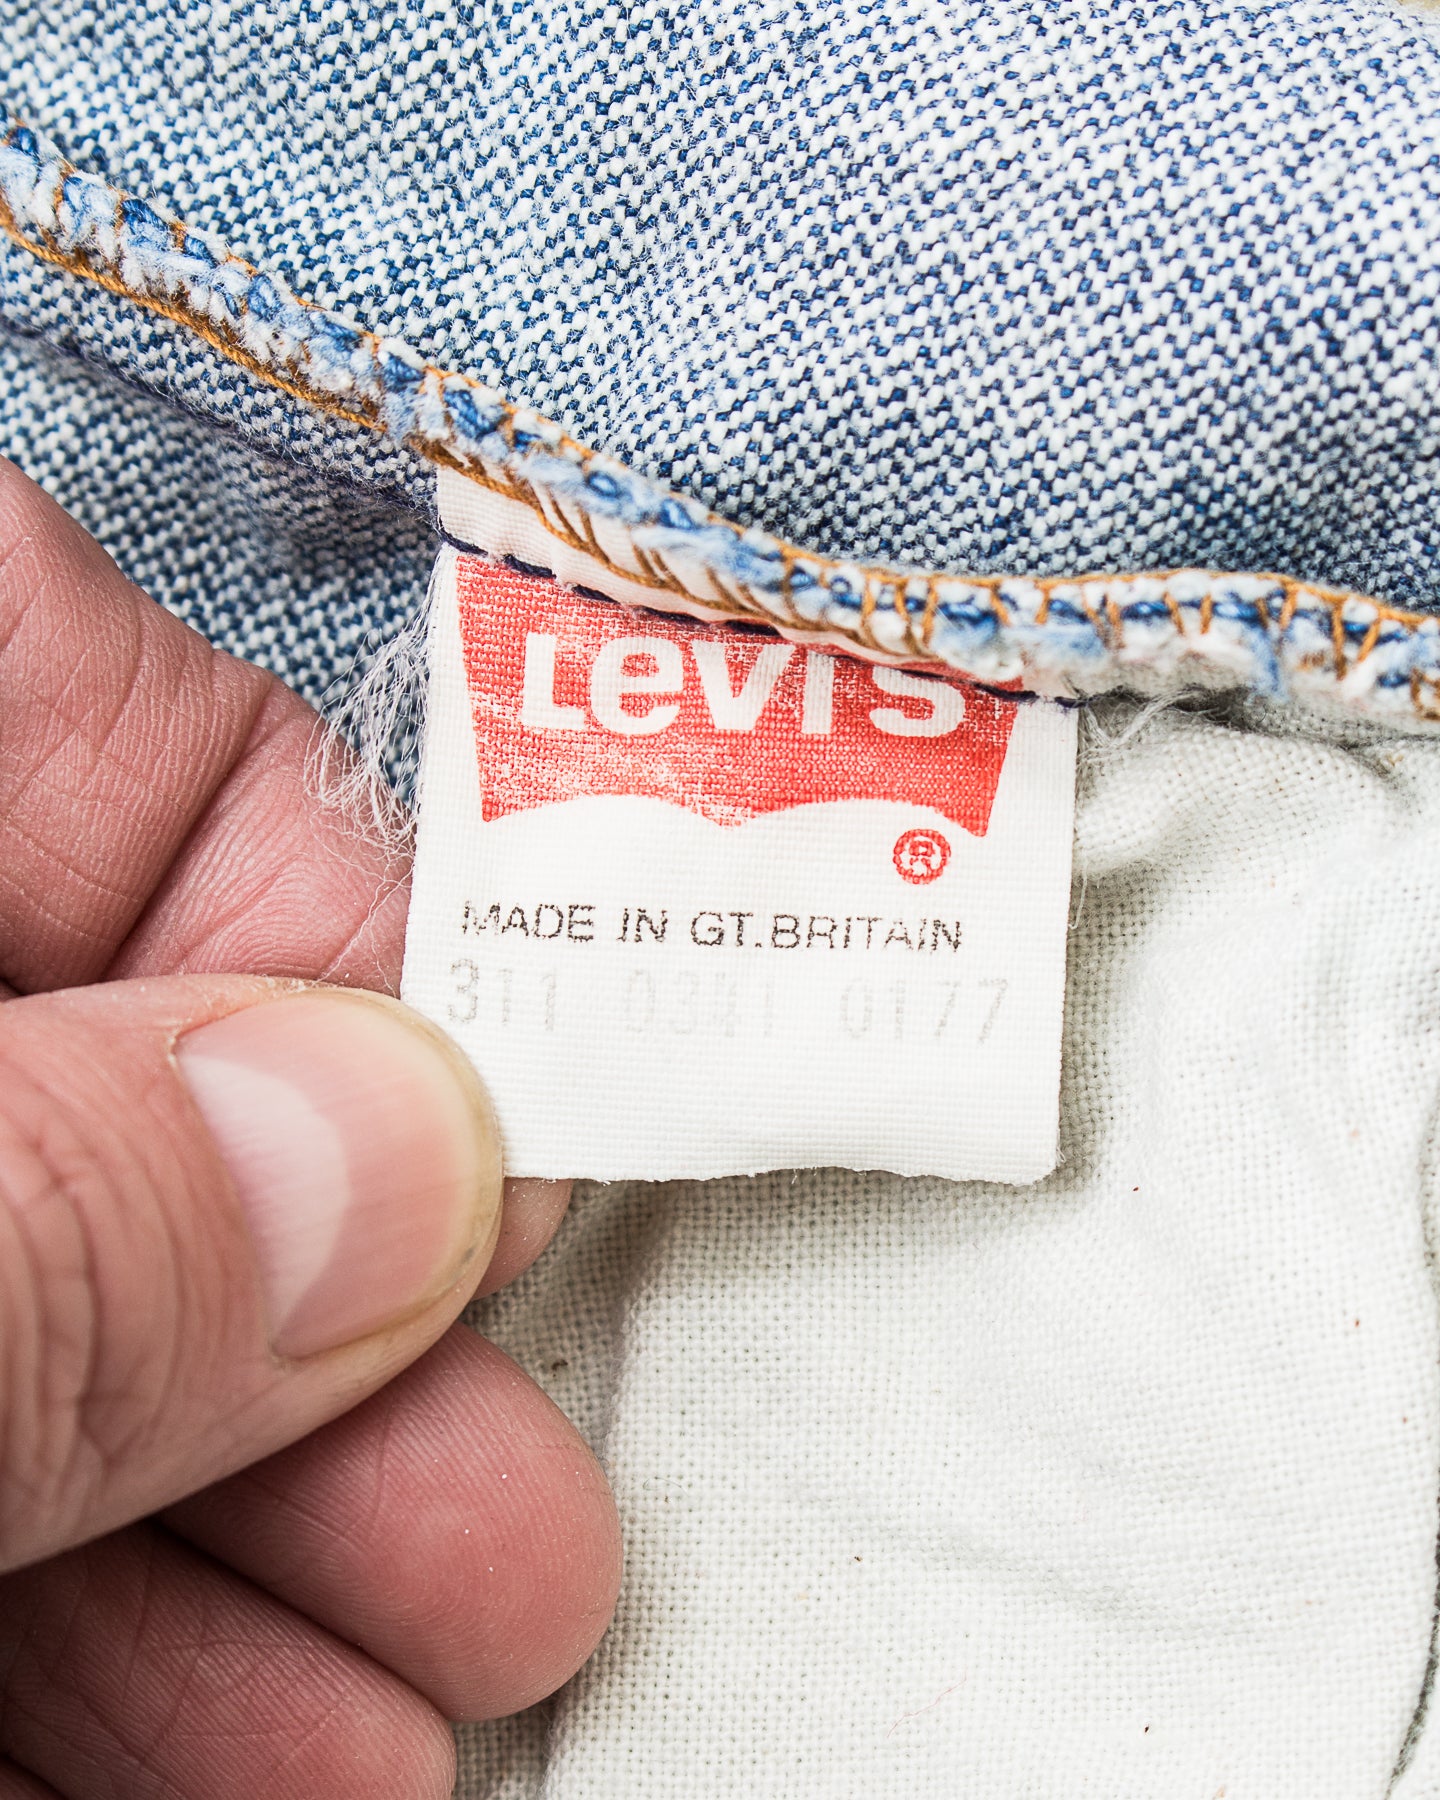 Levi's
®
MADE IN GT.BRITAIN
311 0341 0177